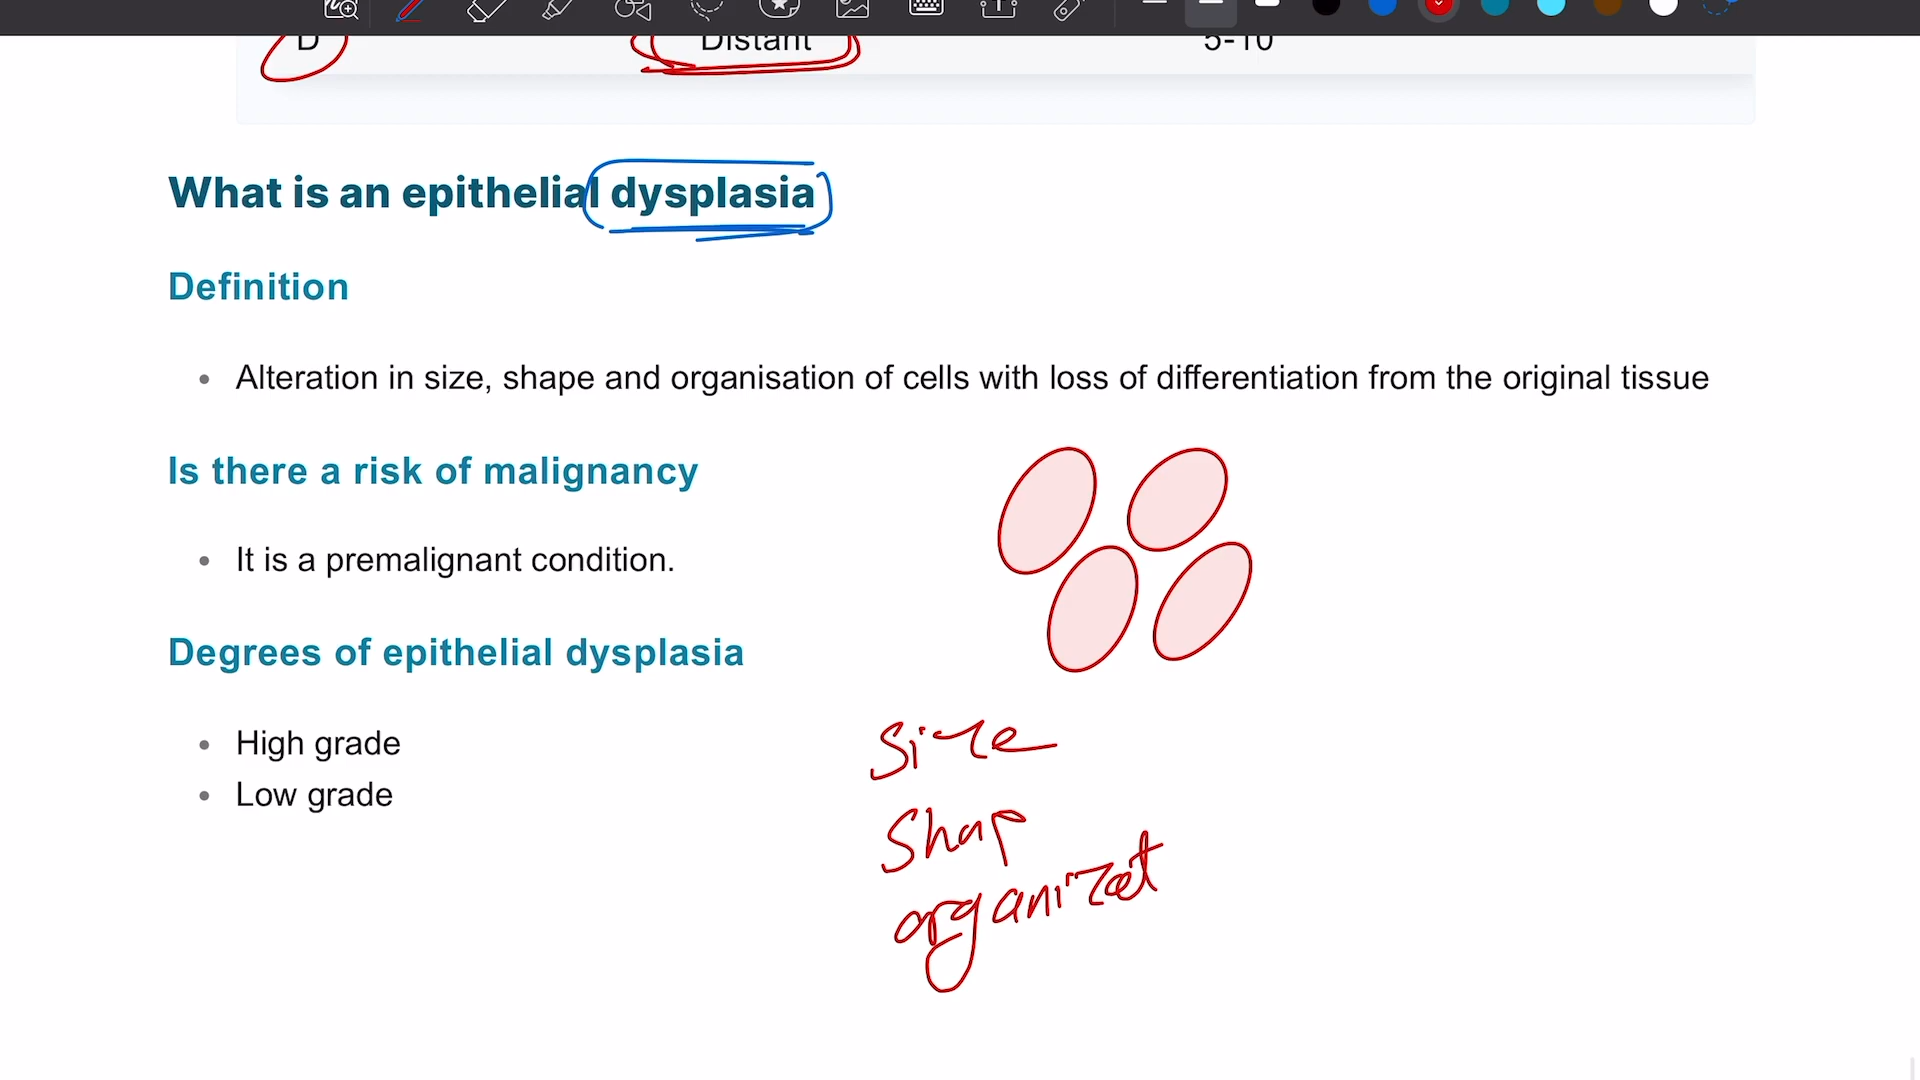 D Distant 5-10
What is an epithelial dysplasia
Definition
• Alteration in size, shape and organisation of cells with loss of differentiation from the original tissue
Is there a risk of malignancy
• It is a premalignant condition.
Degrees of epithelial dysplasia
• High grade
• Low grade
Size
Shap
organizat